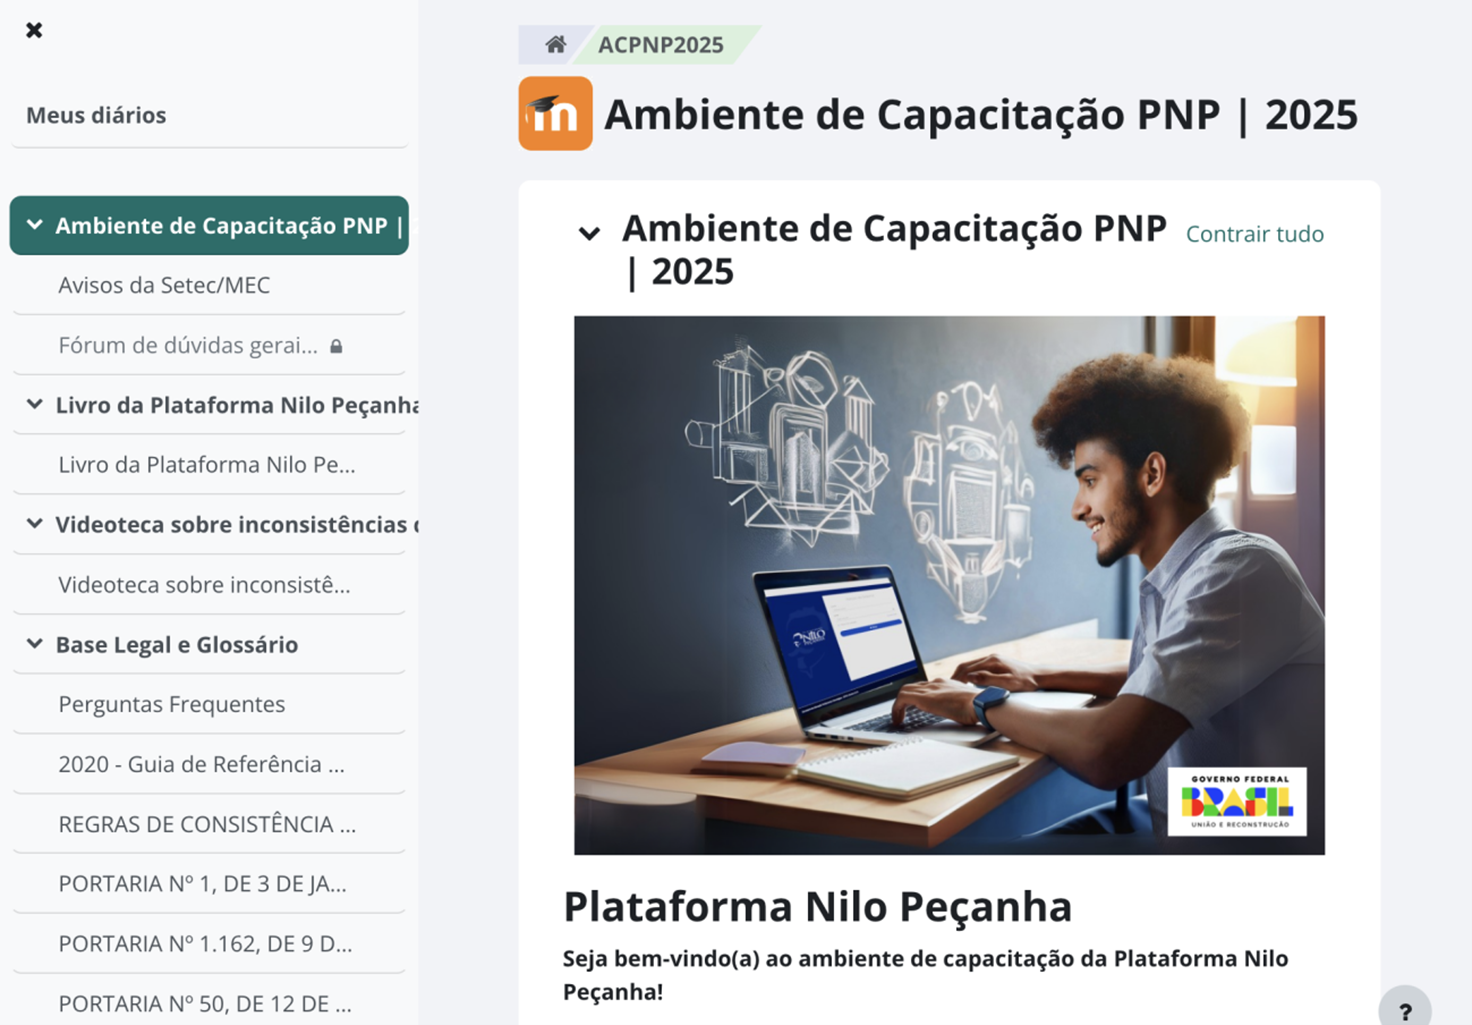 Meus diários
Ambiente de Capacitação PNP |
Avisos da Setec/MEC
Fórum de dúvidas gerai...
Livro da Plataforma Nilo Peçanha
Livro da Plataforma Nilo Pe...
Videoteca sobre inconsistências
Videoteca sobre inconsistê...
Base Legal e Glossário
Perguntas Frequentes
2020 - Guia de Referência ...
REGRAS DE CONSISTÊNCIA ...
PORTARIA Nº 1, DE 3 DE JA...
PORTARIA Nº 1.162, DE 9 D...
PORTARIA Nº 50, DE 12 DE ...
ACPNP2025
Ambiente de Capacitação PNP | 2025
Ambiente de Capacitação PNP
| 2025
Contrair tudo
NILO
GOVERNO FEDERAL
BRASIL
UNIÃO E RECONSTRUÇÃO
Plataforma Nilo Peçanha
Seja bem-vindo(a) ao ambiente de capacitação da Plataforma Nilo
Peçanha!
?